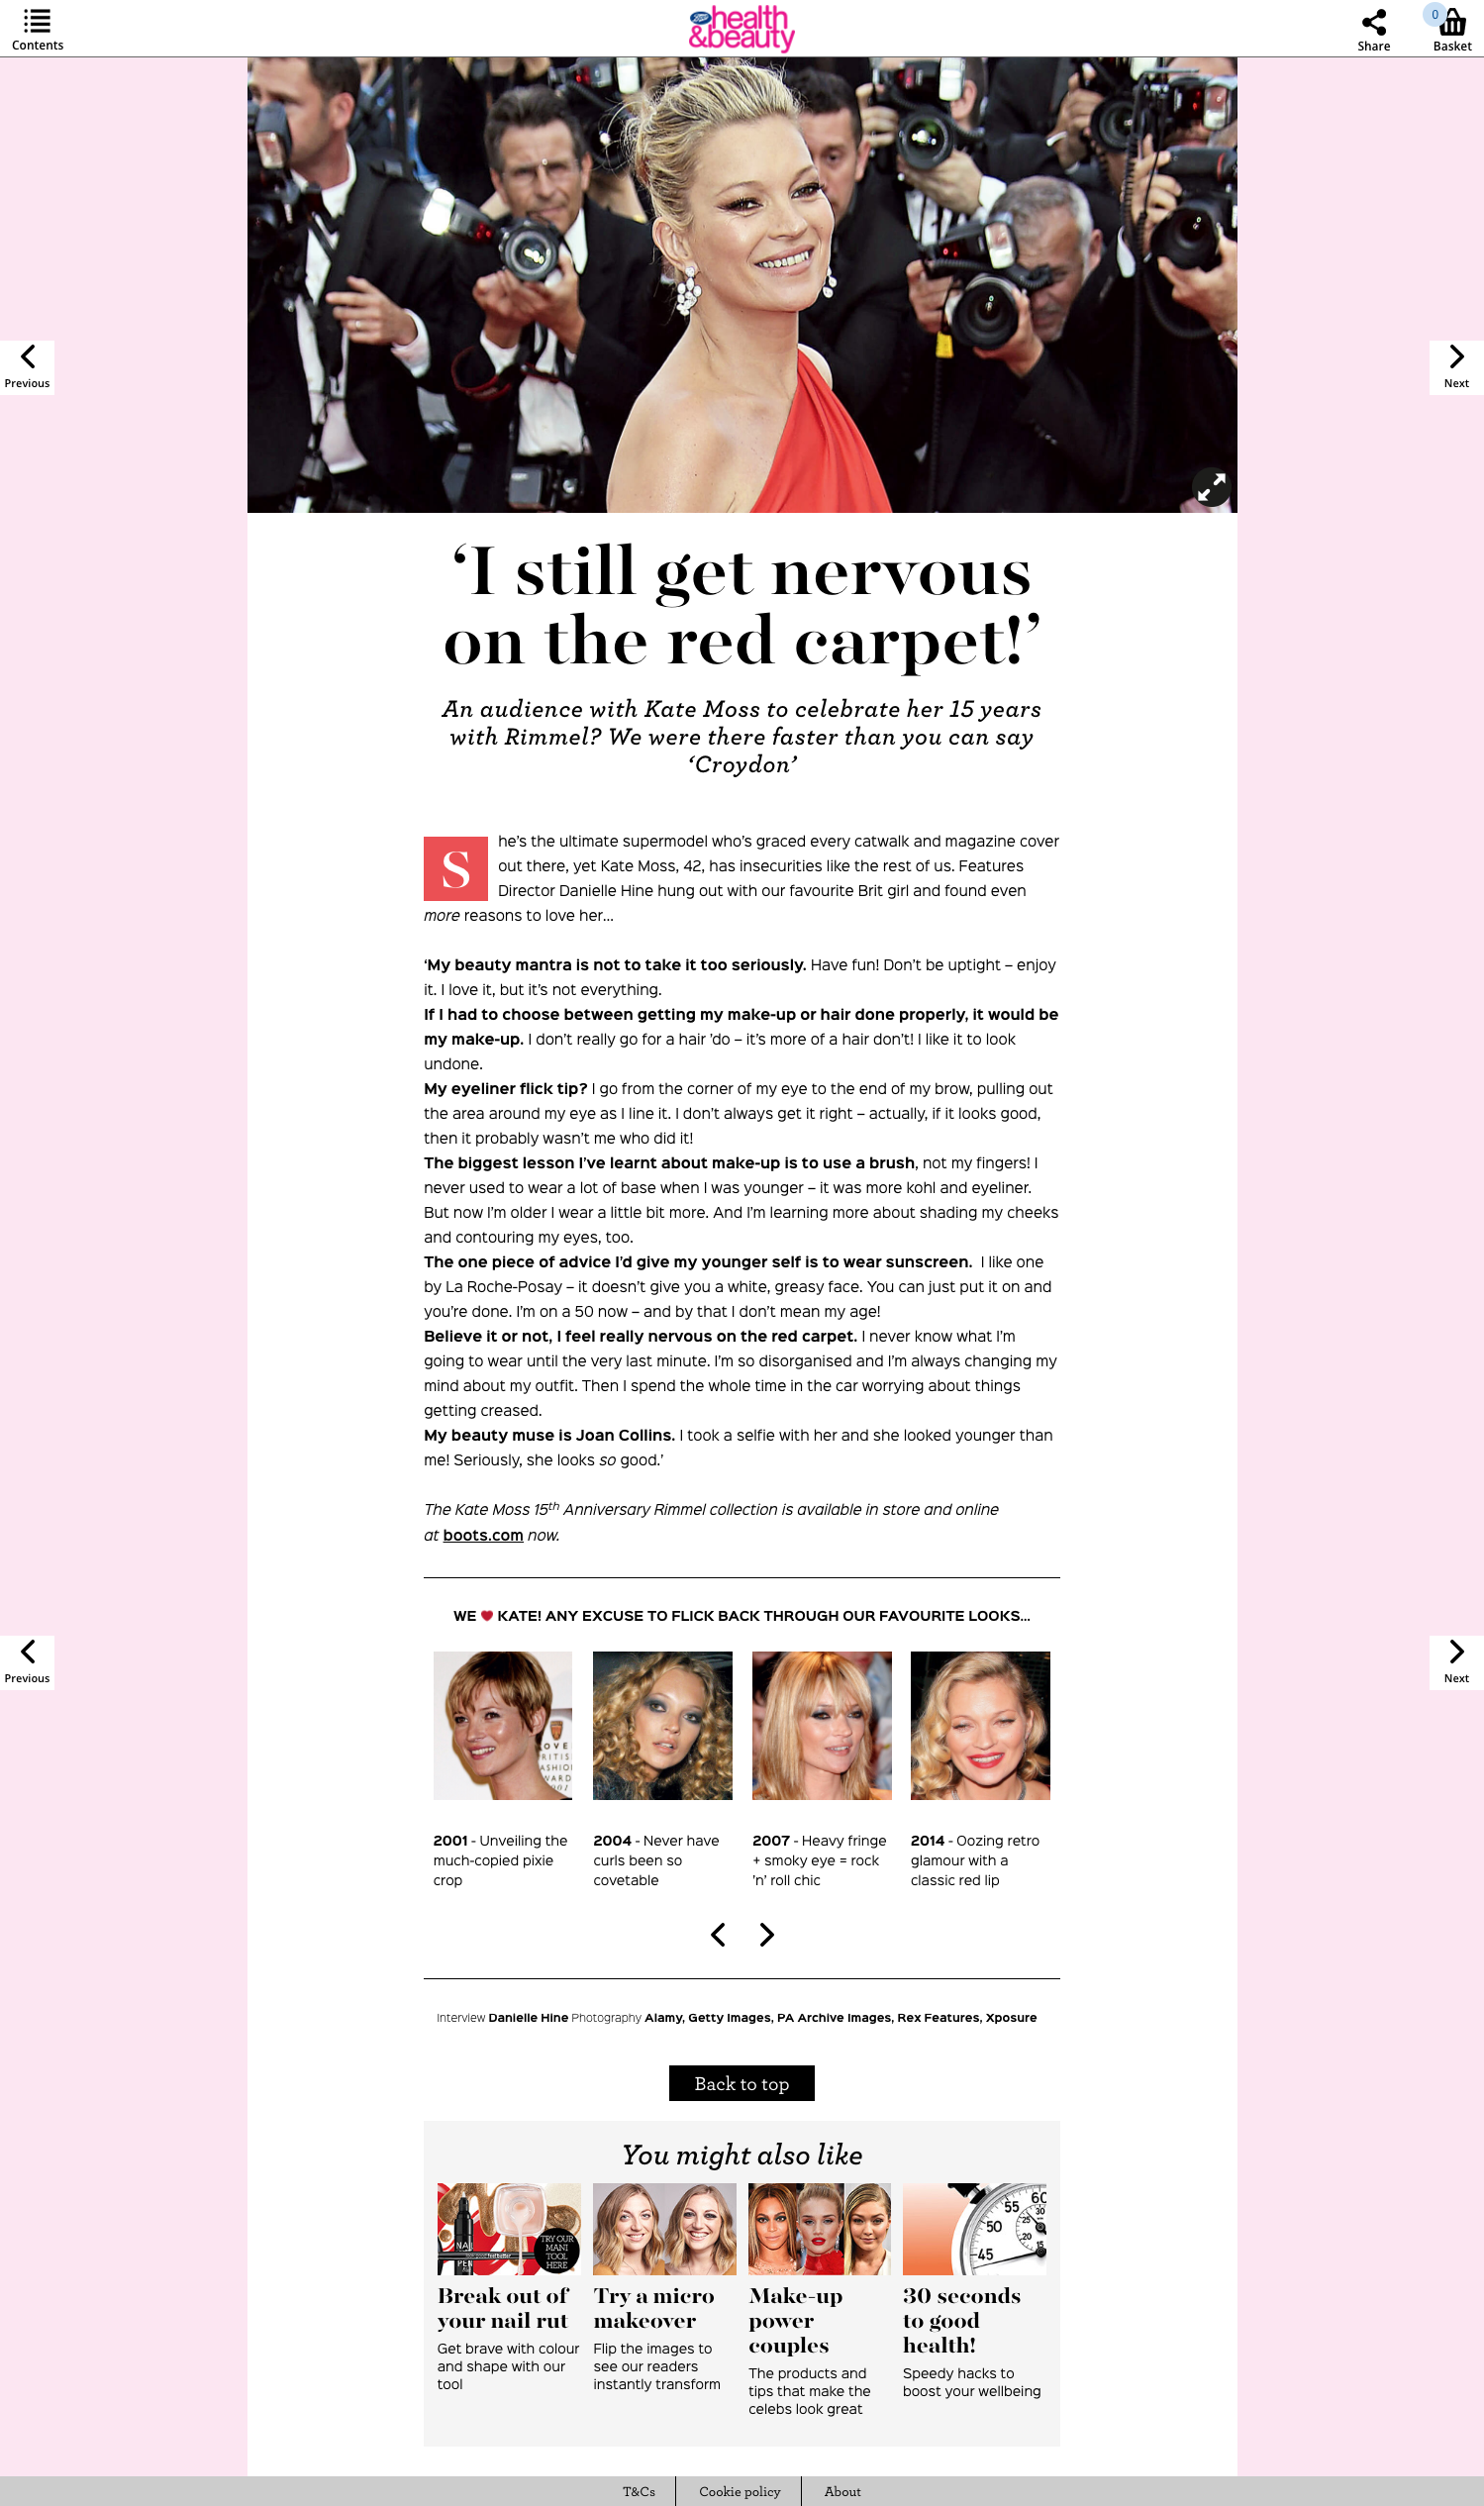 Contents
Boots
health
&beauty
Share
0
Basket
Previous
Next
‘I still get nervous
on the red carpet!’
An audience with Kate Moss to celebrate her 15 years
with Rimmel? We were there faster than you can say
‘Croydon’
She’s the ultimate supermodel who’s graced every catwalk and magazine cover
out there, yet Kate Moss, 42, has insecurities like the rest of us. Features
Director Danielle Hine hung out with our favourite Brit girl and found even
more reasons to love her...
‘My beauty mantra is not to take it too seriously. Have fun! Don’t be uptight – enjoy
it. I love it, but it’s not everything.
If I had to choose between getting my make-up or hair done properly, it would be
my make-up. I don’t really go for a hair ’do – it’s more of a hair don’t! I like it to look
undone.
My eyeliner flick tip? I go from the corner of my eye to the end of my brow, pulling out
the area around my eye as I line it. I don’t always get it right – actually, if it looks good,
then it probably wasn’t me who did it!
The biggest lesson I’ve learnt about make-up is to use a brush, not my fingers! I
never used to wear a lot of base when I was younger – it was more kohl and eyeliner.
But now I’m older I wear a little bit more. And I’m learning more about shading my cheeks
and contouring my eyes, too.
The one piece of advice I’d give my younger self is to wear sunscreen. I like one
by La Roche-Posay – it doesn’t give you a white, greasy face. You can just put it on and
you’re done. I’m on a 50 now – and by that I don’t mean my age!
Believe it or not, I feel really nervous on the red carpet. I never know what I’m
going to wear until the very last minute. I’m so disorganised and I’m always changing my
mind about my outfit. Then I spend the whole time in the car worrying about things
getting creased.
My beauty muse is Joan Collins. I took a selfie with her and she looked younger than
me! Seriously, she looks so good.’
The Kate Moss 15th Anniversary Rimmel collection is available in store and online
at boots.com now.
WE ❤ KATE! ANY EXCUSE TO FLICK BACK THROUGH OUR FAVOURITE LOOKS...
Previous
Next
2001 - Unveiling the
much-copied pixie
crop
2004 - Never have
curls been so
covetable
2007 - Heavy fringe
+ smoky eye = rock
’n’ roll chic
2014 - Oozing retro
glamour with a
classic red lip
Interview Danielle Hine Photography Alamy, Getty Images, PA Archive Images, Rex Features, Xposure
Back to top
You might also like
TRY OUR
MANI
TOOL
HERE
60
55
50
45
30
25
20
15
Break out of
your nail rut
Get brave with colour
and shape with our
tool
Try a micro
makeover
Flip the images to
see our readers
instantly transform
Make-up
power
couples
The products and
tips that make the
celebs look great
30 seconds
to good
health!
Speedy hacks to
boost your wellbeing
T&Cs
Cookie policy
About